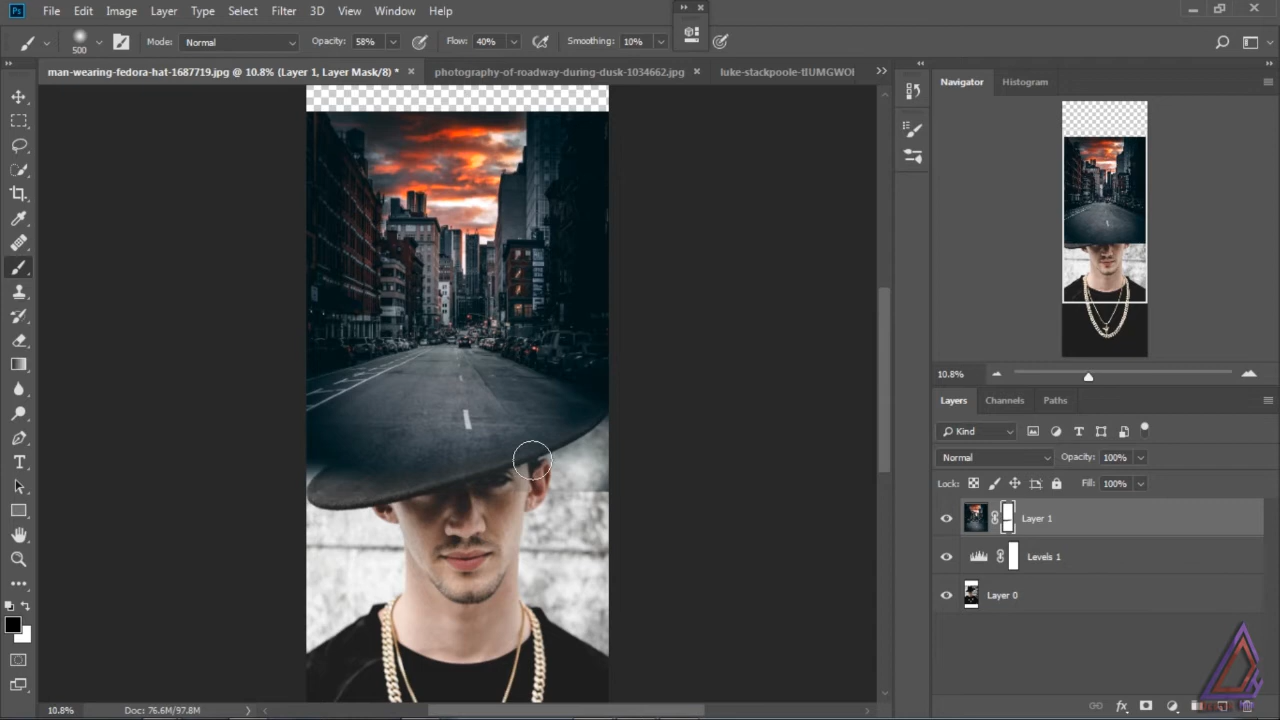 Ps File Edit Image Layer Type Select Filter 3D View Window Help
500 Mode: Normal Opacity: 58% Flow: 40% Smoothing: 10%
man-wearing-fedora-hat-1687719.jpg @ 10.8% (Layer 1, Layer Mask/8) * photography-of-roadway-during-dusk-1034662.jpg luke-stackpoole-tIUMGWOI
Navigator Histogram
10.8%
Layers Channels Paths
Kind
Normal Opacity: 100%
Lock: Fill: 100%
Layer 1
Levels 1
Layer 0
10.8% Doc: 76.6M/97.8M